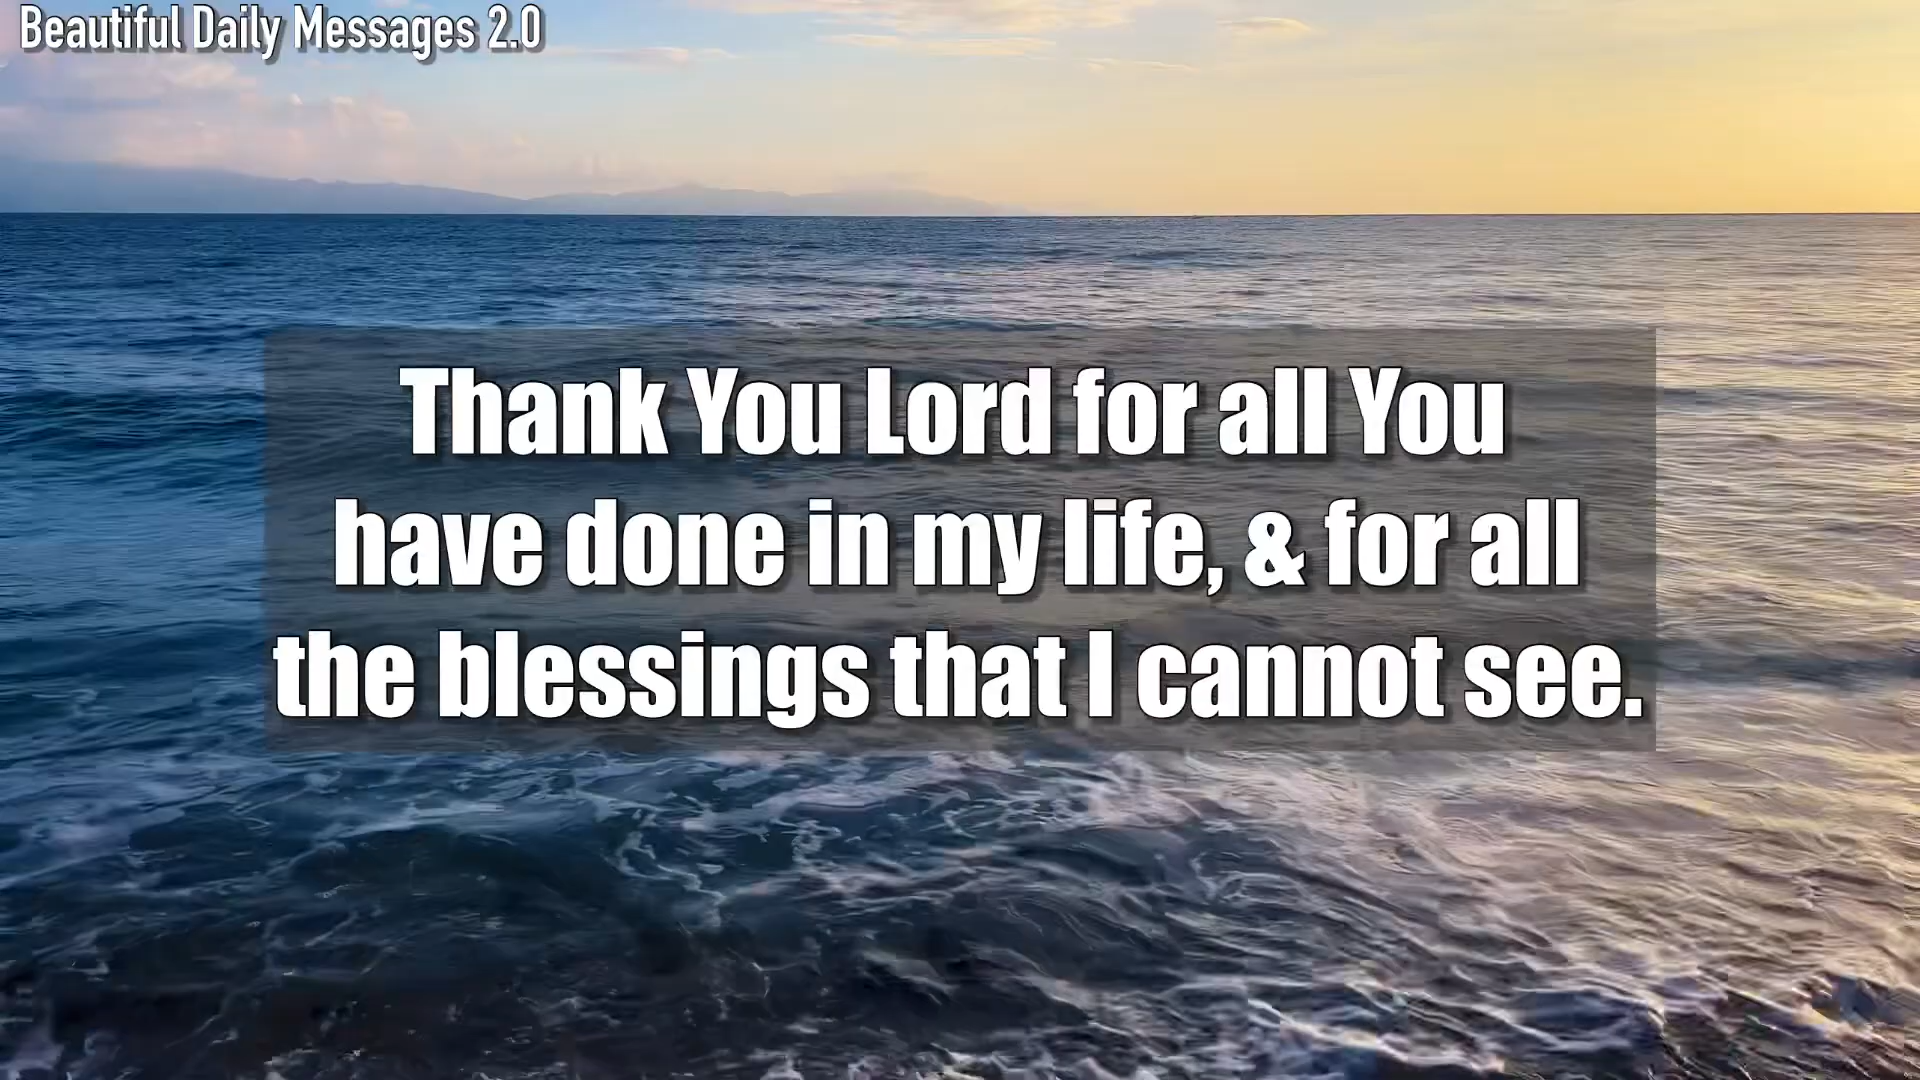 Beautiful Daily Messages 2.0
Thank You Lord for all You
have done in my life, & for all
the blessings that I cannot see.